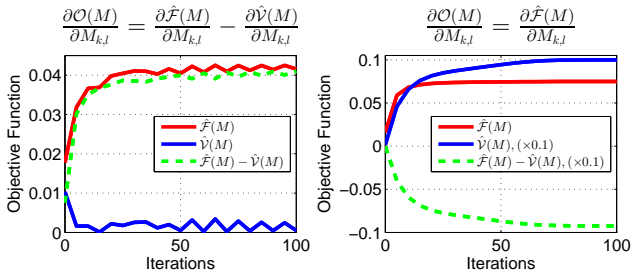 ∂O(M)/∂M_{k,l} = ∂F̂(M)/∂M_{k,l} − ∂V̂(M)/∂M_{k,l}
Objective Function
0.04
0.03
0.02
0.01
0
F̂(M)
V̂(M)
F̂(M) − V̂(M)
0 50 100
Iterations
∂O(M)/∂M_{k,l} = ∂F̂(M)/∂M_{k,l}
Objective Function
0.1
0.05
0
−0.05
−0.1
F̂(M)
V̂(M), (×0.1)
F̂(M) − V̂(M), (×0.1)
0 50 100
Iterations